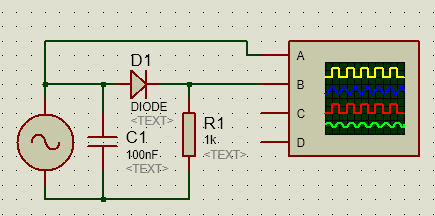 A
B
C
D
D1
DIODE
<TEXT>
C1
100nF
<TEXT>
R1
1k
<TEXT>